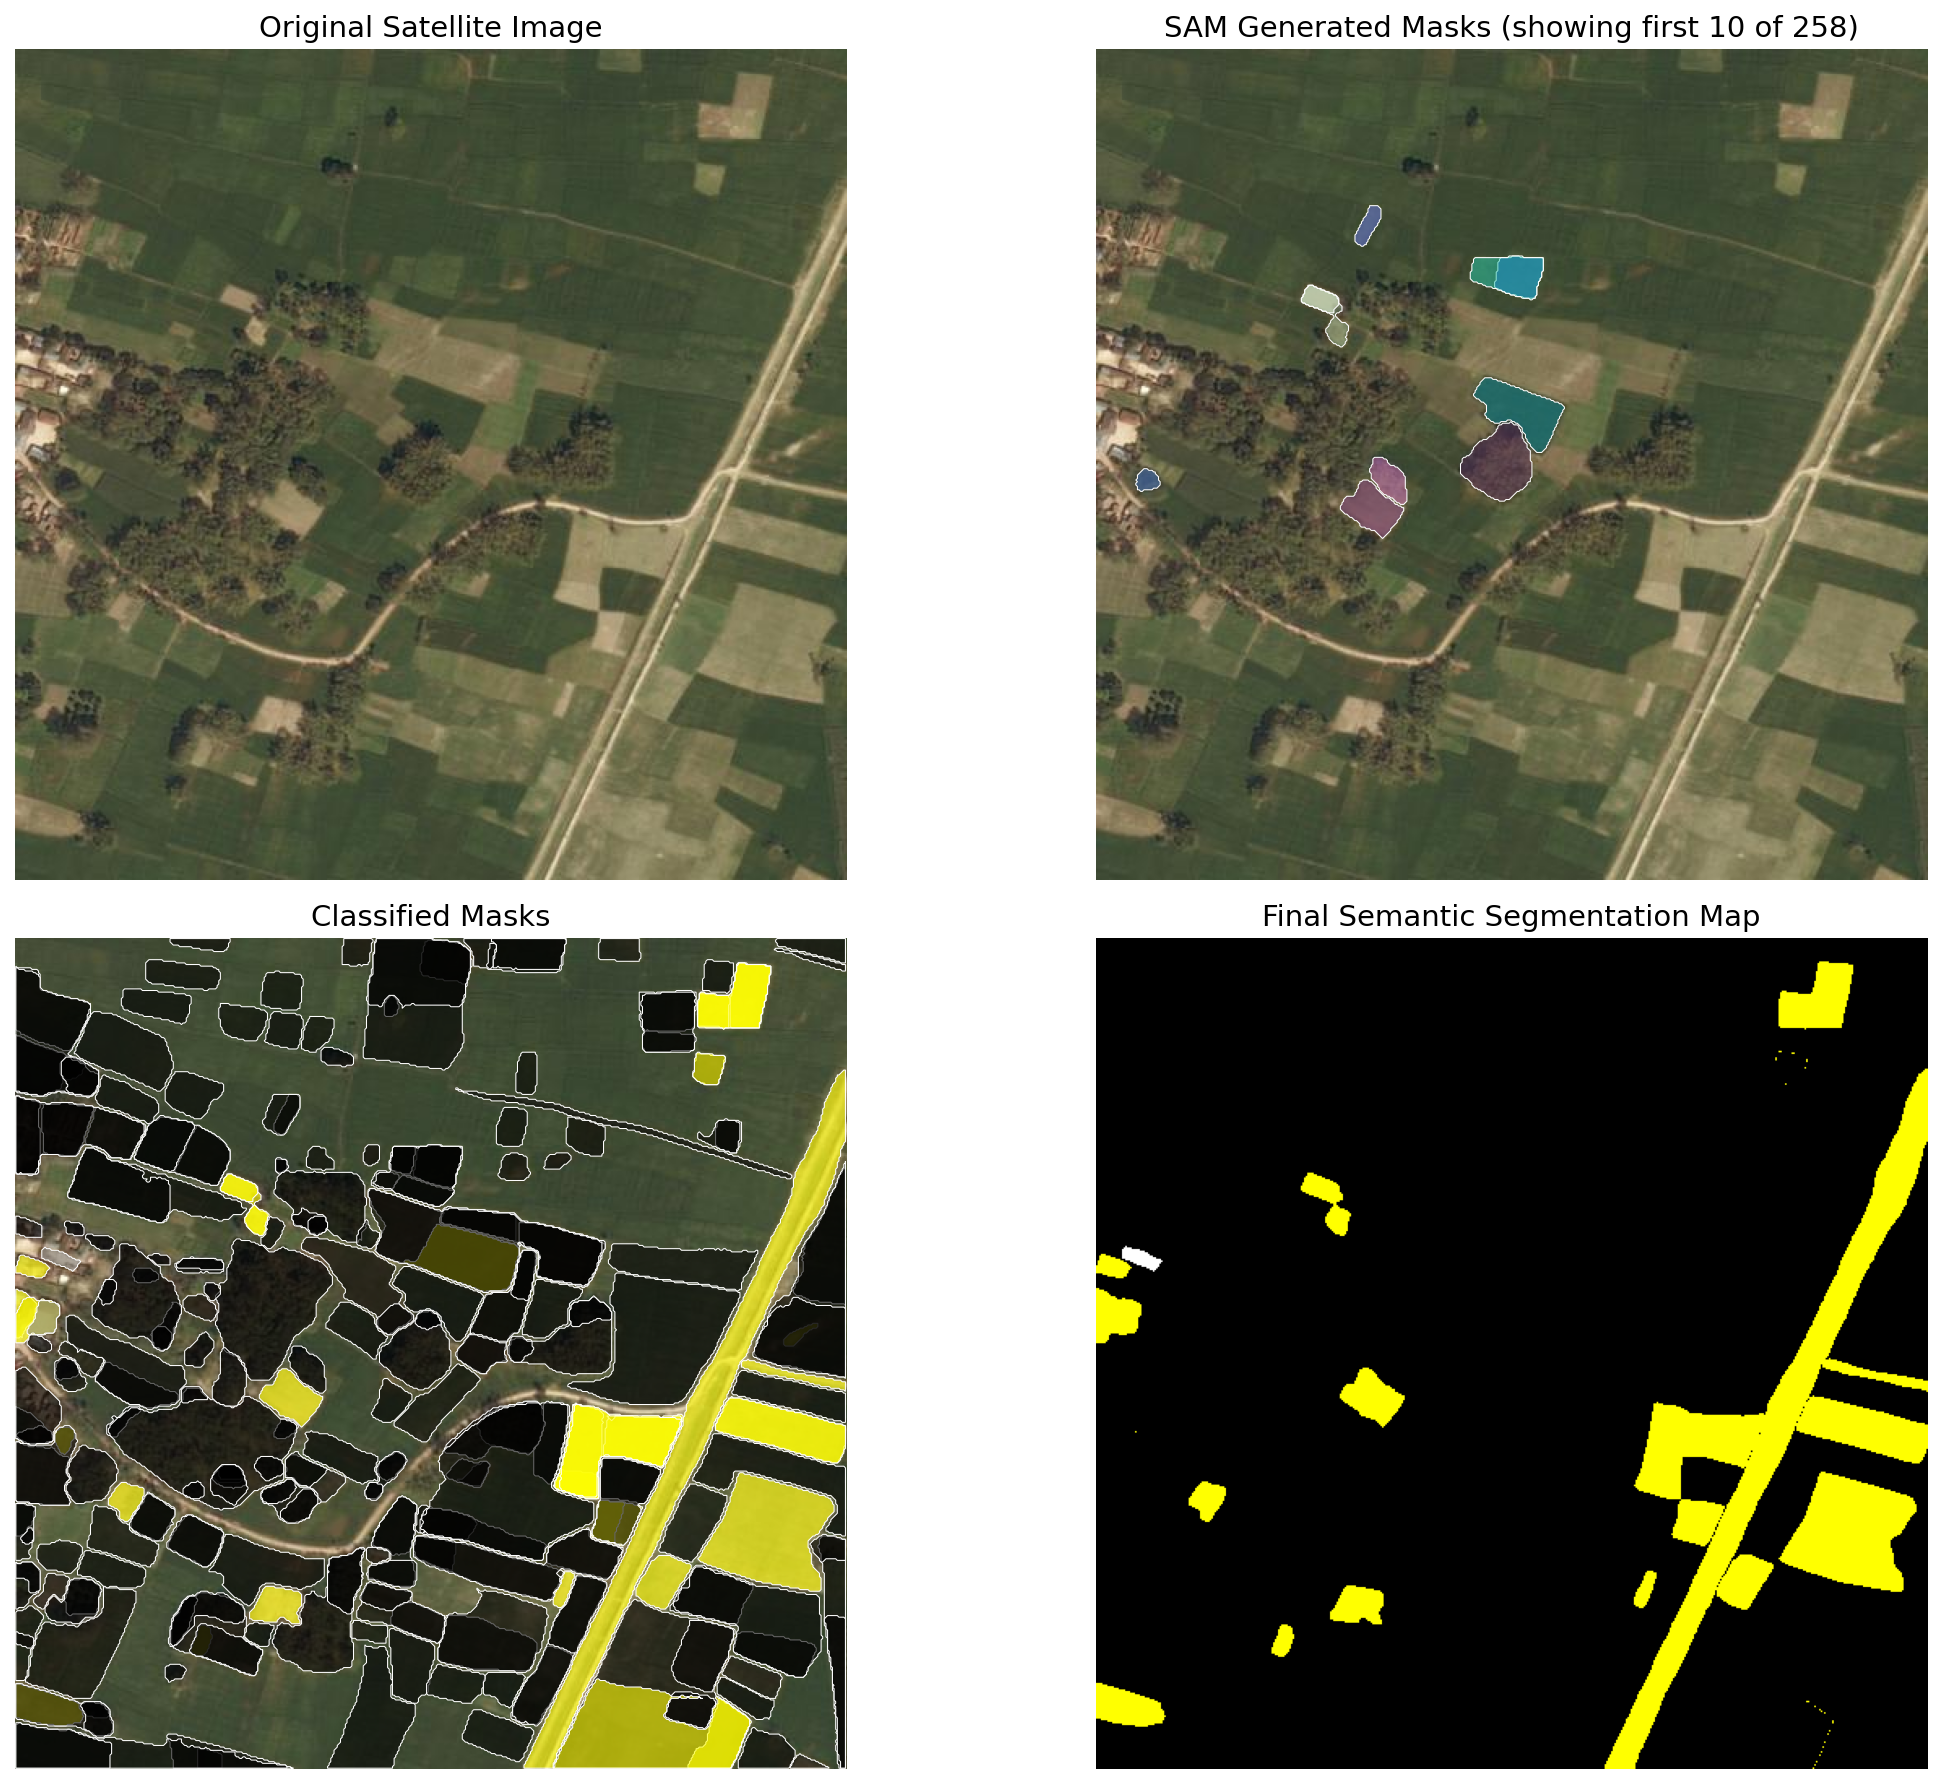 Original Satellite Image
SAM Generated Masks (showing first 10 of 258)
Classified Masks
Final Semantic Segmentation Map